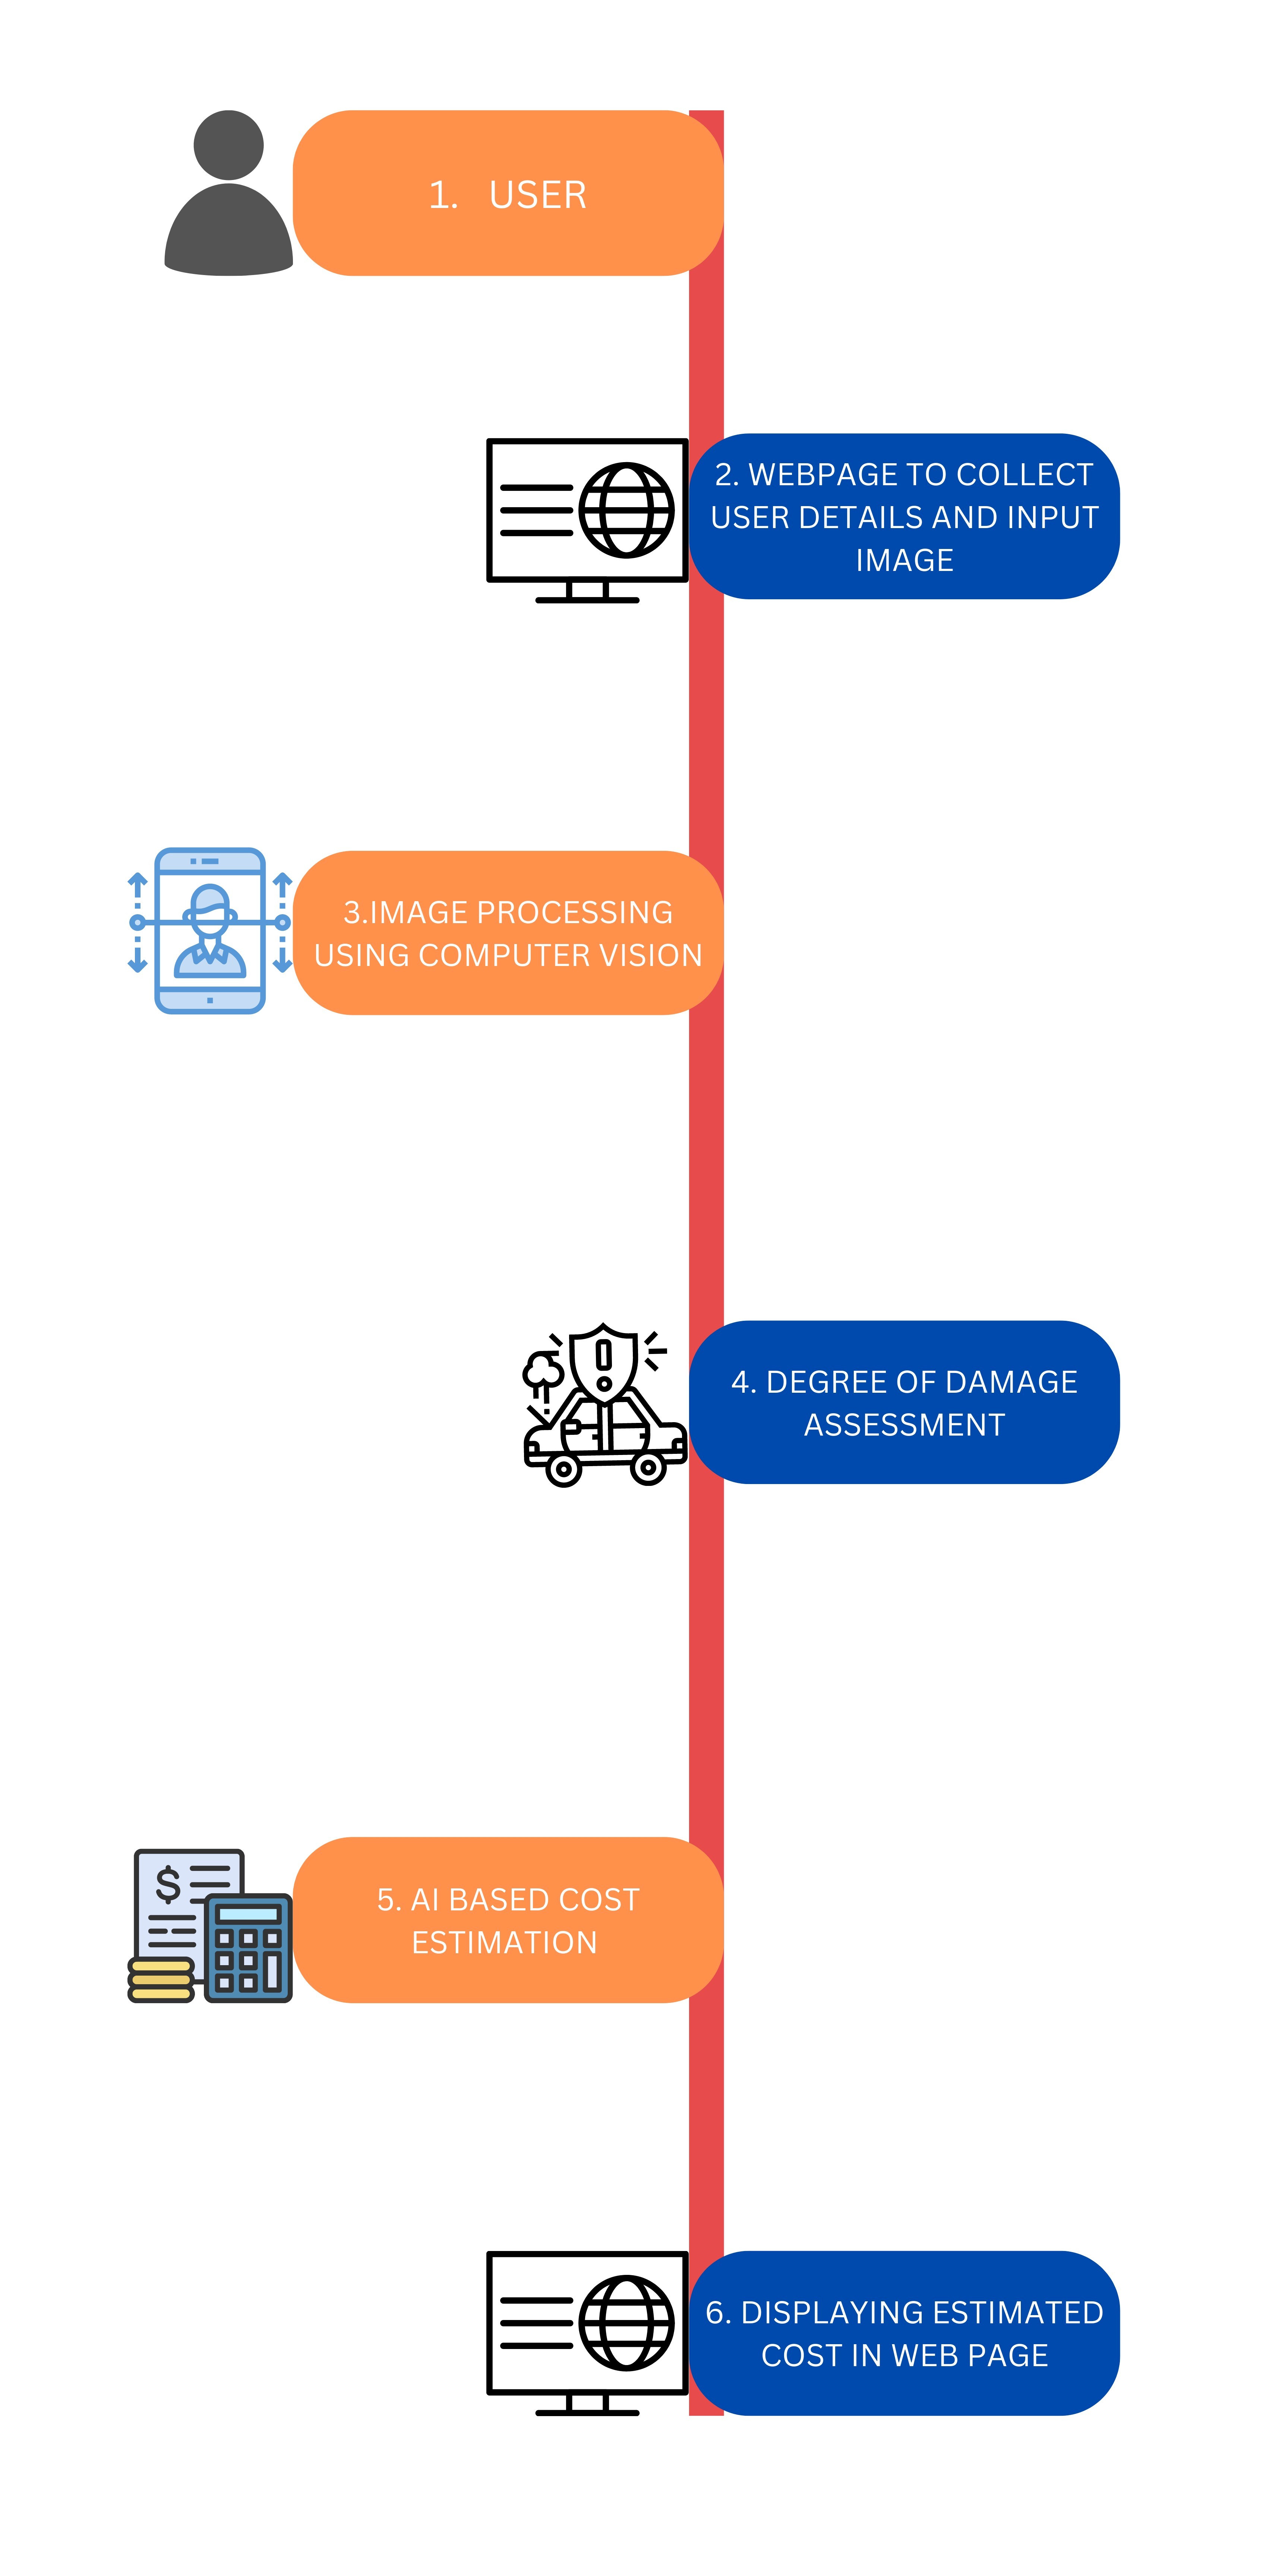 1. USER
2. WEBPAGE TO COLLECT
USER DETAILS AND INPUT
IMAGE
3.IMAGE PROCESSING
USING COMPUTER VISION
4. DEGREE OF DAMAGE
ASSESSMENT
$
5. AI BASED COST
ESTIMATION
6. DISPLAYING ESTIMATED
COST IN WEB PAGE